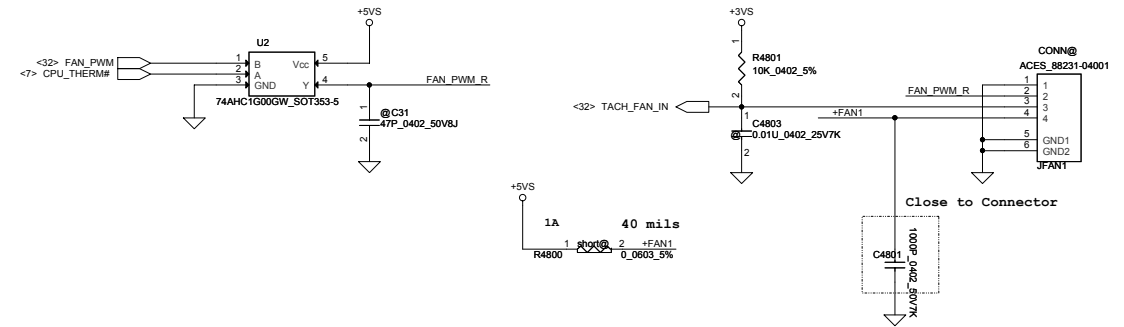 +5VS
U2
<32> FAN_PWM
<7> CPU_THERM#
1 B
2 A
3 GND
Vcc 5
Y 4
74AHC1G00GW_SOT353-5
FAN_PWM_R
1
@C31
47P_0402_50V8J
2
+3VS
1
R4801
10K_0402_5%
2
<32> TACH_FAN_IN
1
C4803
@ 0.01U_0402_25V7K
2
CONN@
ACES_88231-04001
FAN_PWM_R
+FAN1
1 1
2 2
3 3
4 4
5 GND1
6 GND2
JFAN1
Close to Connector
C4801
1000P_0402_50V7K
+5VS
1A
40 mils
1 short@ 2 +FAN1
R4800
0_0603_5%